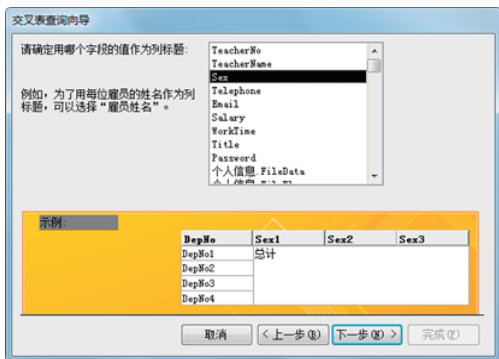 交叉表查询向导
请确定用哪个字段的值作为列标题:
例如，为了用每位雇员的姓名作为列
标题，可以选择“雇员姓名”。
TeacherNo
TeacherName
Sex
Telephone
Email
Salary
WorkTime
Title
Password
个人信息.FileData
示例:
DepNo Sex1 Sex2 Sex3
DepNo1 总计
DepNo2
DepNo3
DepNo4
取消 <上一步(B) 下一步(N)> 完成(F)